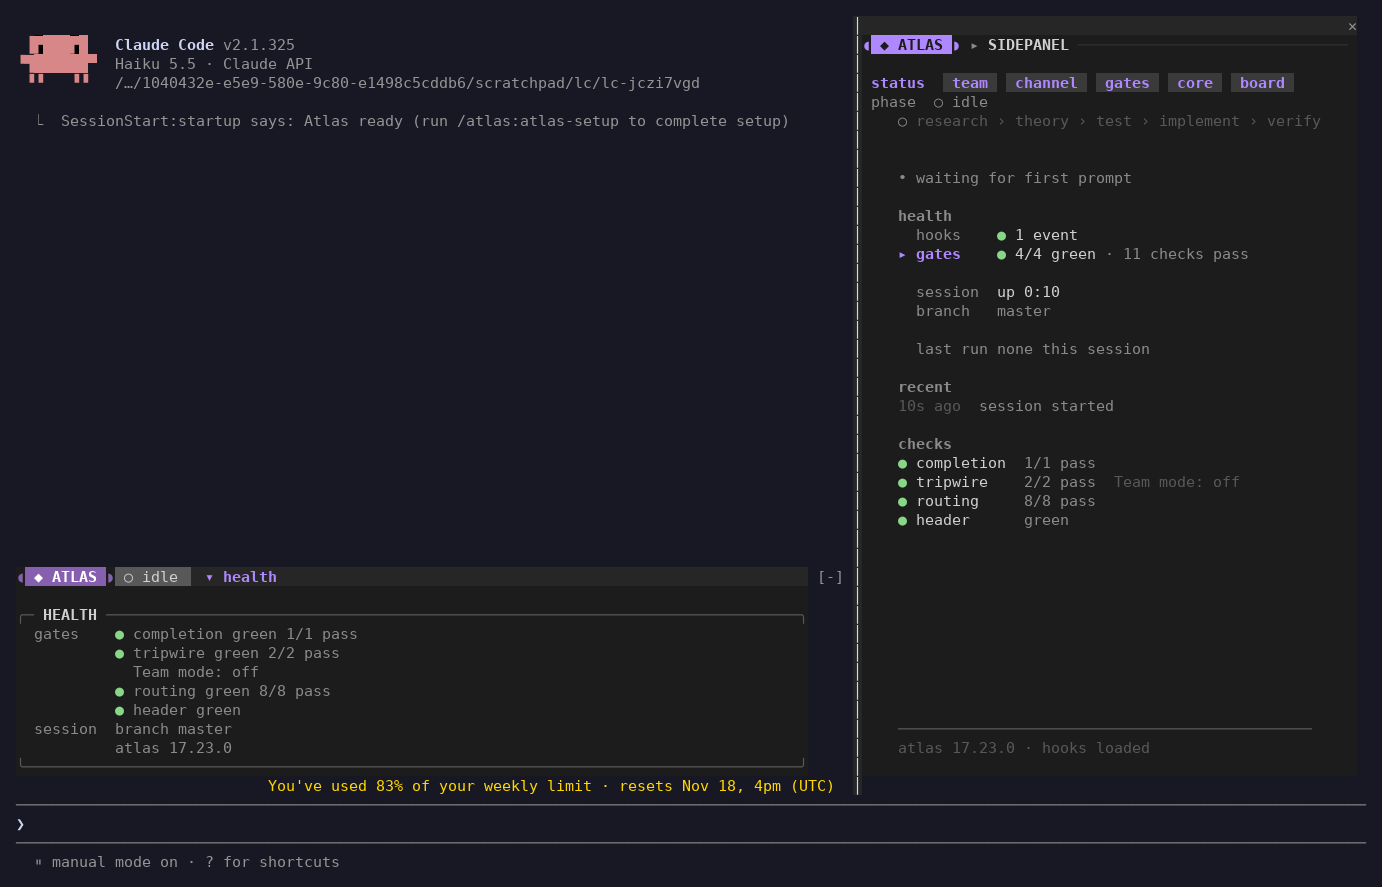 Claude Code v2.1.325
Haiku 5.5 · Claude API
/…/1040432e-e5e9-580e-9c80-e1498c5cddb6/scratchpad/lc/lc-jczi7vgd
└ SessionStart:startup says: Atlas ready (run /atlas:atlas-setup to complete setup)
◆ ATLAS ○ idle ▾ health [-]
HEALTH
gates ● completion green 1/1 pass
● tripwire green 2/2 pass
Team mode: off
● routing green 8/8 pass
● header green
session branch master
atlas 17.23.0
You've used 83% of your weekly limit · resets Nov 18, 4pm (UTC)
✕
◆ ATLAS ▸ SIDEPANEL
status team channel gates core board
phase ○ idle
○ research › theory › test › implement › verify
• waiting for first prompt
health
hooks ● 1 event
▸ gates ● 4/4 green · 11 checks pass
session up 0:10
branch master
last run none this session
recent
10s ago session started
checks
● completion 1/1 pass
● tripwire 2/2 pass Team mode: off
● routing 8/8 pass
● header green
atlas 17.23.0 · hooks loaded
❯
⏸ manual mode on · ? for shortcuts